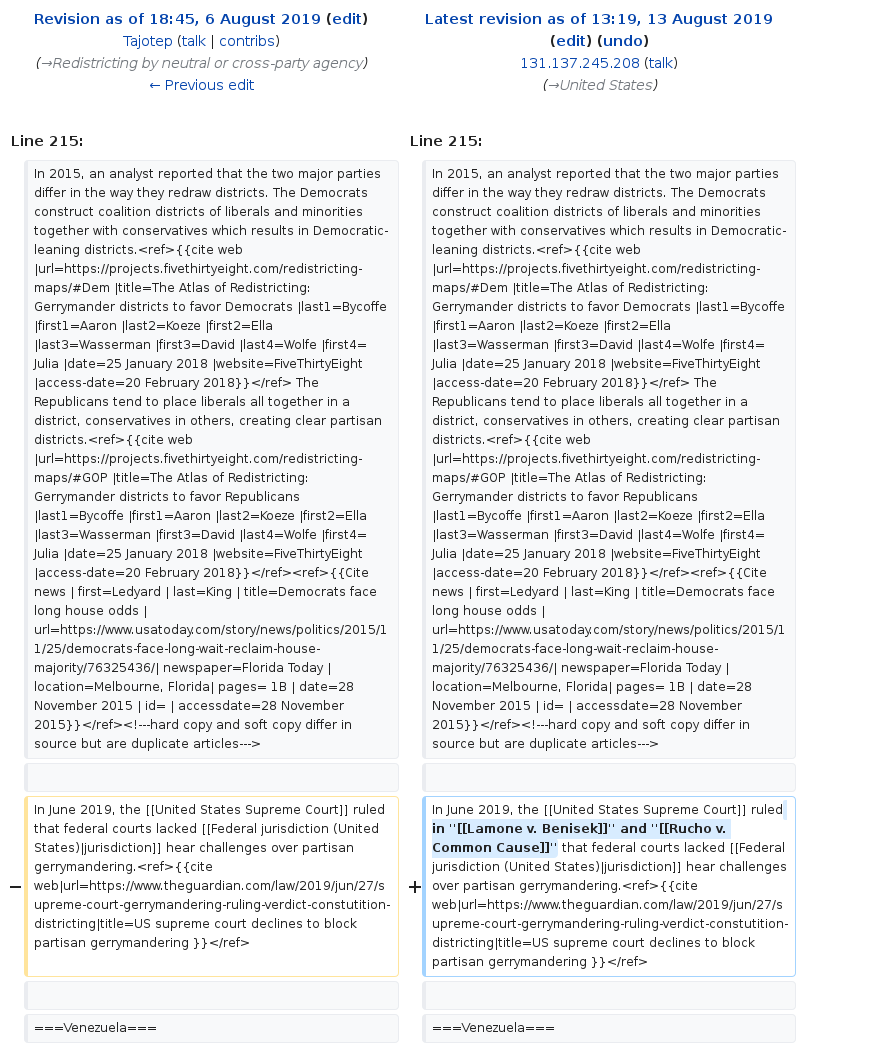 Revision as of 18:45, 6 August 2019 (edit)
Tajotep (talk | contribs)
(→Redistricting by neutral or cross-party agency)
← Previous edit
Latest revision as of 13:19, 13 August 2019
(edit) (undo)
131.137.245.208 (talk)
(→United States)
Line 215:
In 2015, an analyst reported that the two major parties
differ in the way they redraw districts. The Democrats
construct coalition districts of liberals and minorities
together with conservatives which results in Democratic-
leaning districts.<ref>{{cite web
|url=https://projects.fivethirtyeight.com/redistricting-
maps/#Dem |title=The Atlas of Redistricting:
Gerrymander districts to favor Democrats |last1=Bycoffe
|first1=Aaron |last2=Koeze |first2=Ella
|last3=Wasserman |first3=David |last4=Wolfe |first4=
Julia |date=25 January 2018 |website=FiveThirtyEight
|access-date=20 February 2018}}</ref> The
Republicans tend to place liberals all together in a
district, conservatives in others, creating clear partisan
districts.<ref>{{cite web
|url=https://projects.fivethirtyeight.com/redistricting-
maps/#GOP |title=The Atlas of Redistricting:
Gerrymander districts to favor Republicans
|last1=Bycoffe |first1=Aaron |last2=Koeze |first2=Ella
|last3=Wasserman |first3=David |last4=Wolfe |first4=
Julia |date=25 January 2018 |website=FiveThirtyEight
|access-date=20 February 2018}}</ref><ref>{{Cite
news | first=Ledyard | last=King | title=Democrats face
long house odds |
url=https://www.usatoday.com/story/news/politics/2015/1
1/25/democrats-face-long-wait-reclaim-house-
majority/76325436/| newspaper=Florida Today |
location=Melbourne, Florida| pages= 1B | date=28
November 2015 | id= | accessdate=28 November
2015}}</ref><!---hard copy and soft copy differ in
source but are duplicate articles--->
Line 215:
In 2015, an analyst reported that the two major parties
differ in the way they redraw districts. The Democrats
construct coalition districts of liberals and minorities
together with conservatives which results in Democratic-
leaning districts.<ref>{{cite web
|url=https://projects.fivethirtyeight.com/redistricting-
maps/#Dem |title=The Atlas of Redistricting:
Gerrymander districts to favor Democrats |last1=Bycoffe
|first1=Aaron |last2=Koeze |first2=Ella
|last3=Wasserman |first3=David |last4=Wolfe |first4=
Julia |date=25 January 2018 |website=FiveThirtyEight
|access-date=20 February 2018}}</ref> The
Republicans tend to place liberals all together in a
district, conservatives in others, creating clear partisan
districts.<ref>{{cite web
|url=https://projects.fivethirtyeight.com/redistricting-
maps/#GOP |title=The Atlas of Redistricting:
Gerrymander districts to favor Republicans
|last1=Bycoffe |first1=Aaron |last2=Koeze |first2=Ella
|last3=Wasserman |first3=David |last4=Wolfe |first4=
Julia |date=25 January 2018 |website=FiveThirtyEight
|access-date=20 February 2018}}</ref><ref>{{Cite
news | first=Ledyard | last=King | title=Democrats face
long house odds |
url=https://www.usatoday.com/story/news/politics/2015/1
1/25/democrats-face-long-wait-reclaim-house-
majority/76325436/| newspaper=Florida Today |
location=Melbourne, Florida| pages= 1B | date=28
November 2015 | id= | accessdate=28 November
2015}}</ref><!---hard copy and soft copy differ in
source but are duplicate articles--->
−
In June 2019, the [[United States Supreme Court]] ruled
that federal courts lacked [[Federal jurisdiction (United
States)|jurisdiction]] hear challenges over partisan
gerrymandering.<ref>{{cite
web|url=https://www.theguardian.com/law/2019/jun/27/s
upreme-court-gerrymandering-ruling-verdict-constutition-
districting|title=US supreme court declines to block
partisan gerrymandering }}</ref>
+
In June 2019, the [[United States Supreme Court]] ruled
in ''[[Lamone v. Benisek]]'' and ''[[Rucho v.
Common Cause]]'' that federal courts lacked [[Federal
jurisdiction (United States)|jurisdiction]] hear challenges
over partisan gerrymandering.<ref>{{cite
web|url=https://www.theguardian.com/law/2019/jun/27/s
upreme-court-gerrymandering-ruling-verdict-constutition-
districting|title=US supreme court declines to block
partisan gerrymandering }}</ref>
===Venezuela===
===Venezuela===